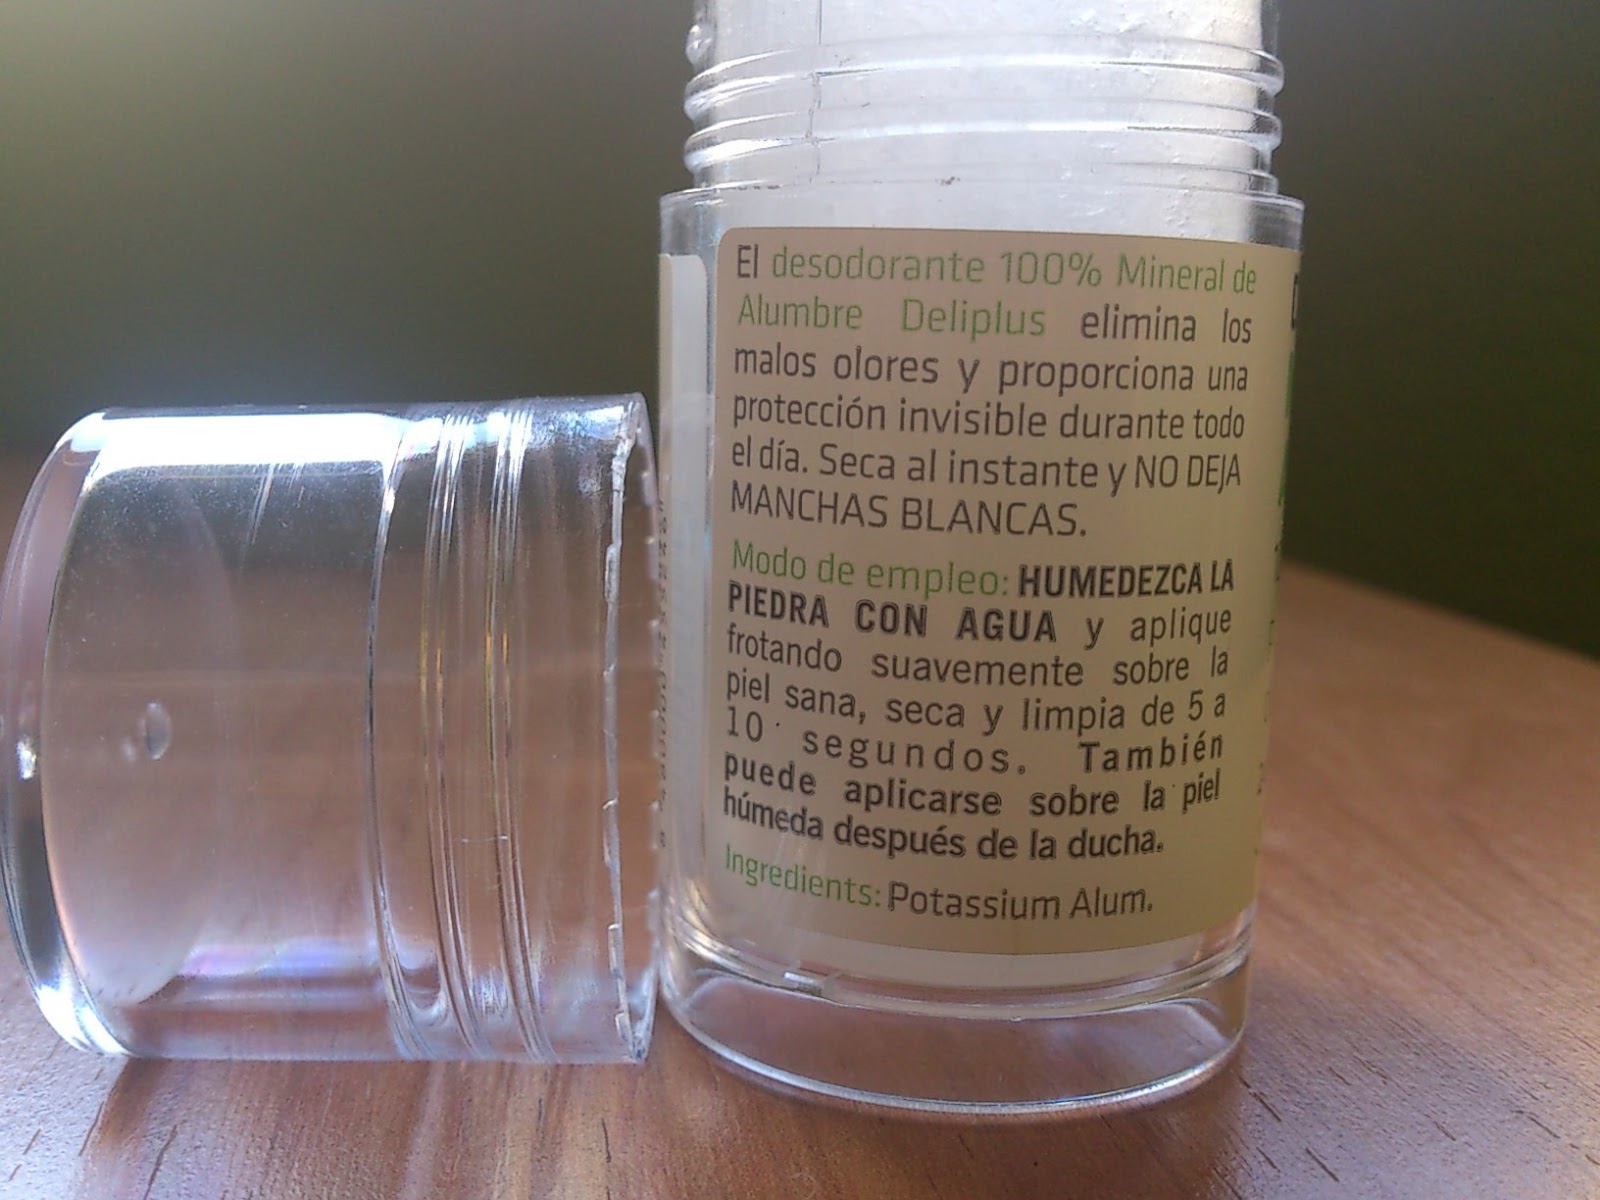 El desodorante 100% Mineral de
Alumbre Deliplus elimina los
malos olores y proporciona una
protección invisible durante todo
el día. Seca al instante y NO DEJA
MANCHAS BLANCAS.
Modo de empleo: HUMEDEZCA LA
PIEDRA CON AGUA y aplique
frotando suavemente sobre la
piel sana, seca y limpia de 5 a
10 segundos. También
puede aplicarse sobre la piel
húmeda después de la ducha.
Ingredients: Potassium Alum.